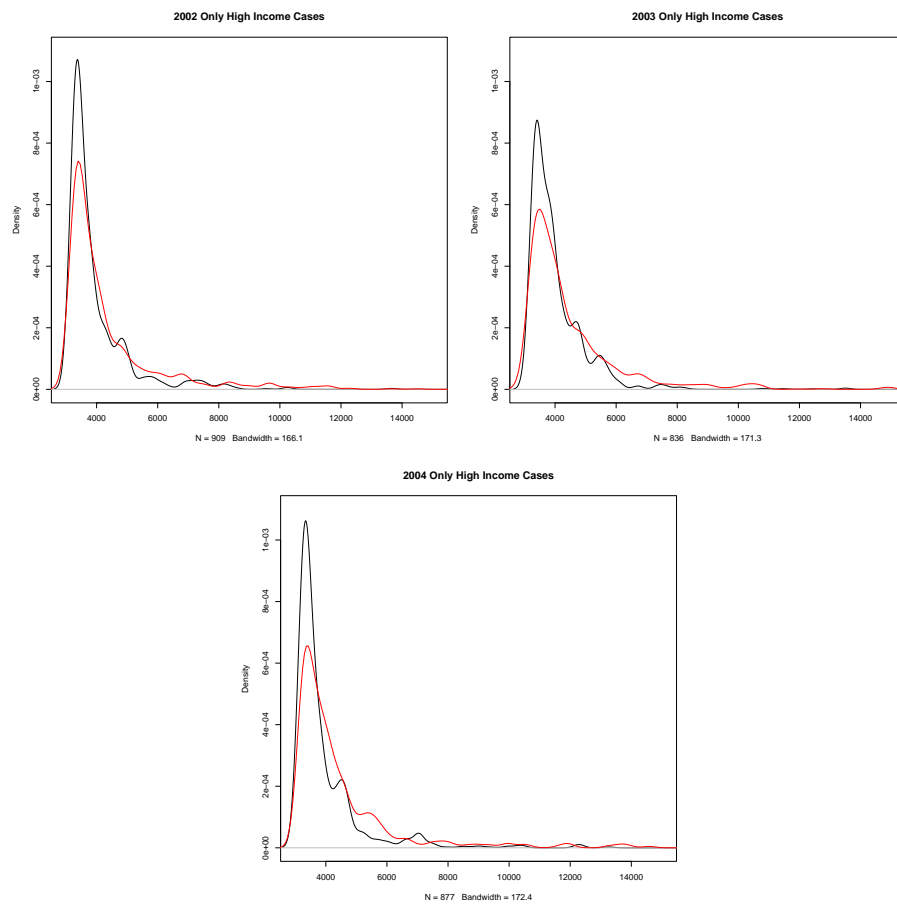 2002 Only High Income Cases
Density
0e+00 2e−04 4e−04 6e−04 8e−04 1e−03
4000 6000 8000 10000 12000 14000
N = 909 Bandwidth = 166.1
2003 Only High Income Cases
Density
0e+00 2e−04 4e−04 6e−04 8e−04 1e−03
4000 6000 8000 10000 12000 14000
N = 836 Bandwidth = 171.3
2004 Only High Income Cases
Density
0e+00 2e−04 4e−04 6e−04 8e−04 1e−03
4000 6000 8000 10000 12000 14000
N = 877 Bandwidth = 172.4